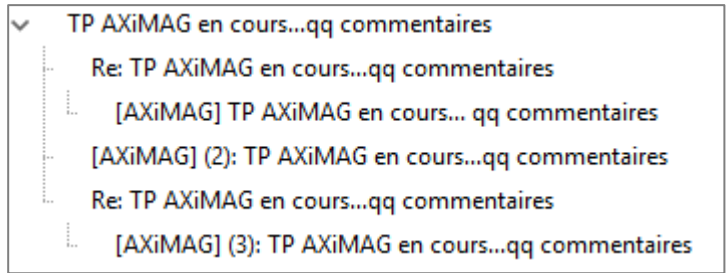 TP AXiMAG en cours...qq commentaires
Re: TP AXiMAG en cours...qq commentaires
[AXiMAG] TP AXiMAG en cours... qq commentaires
[AXiMAG] (2): TP AXiMAG en cours...qq commentaires
Re: TP AXiMAG en cours...qq commentaires
[AXiMAG] (3): TP AXiMAG en cours...qq commentaires